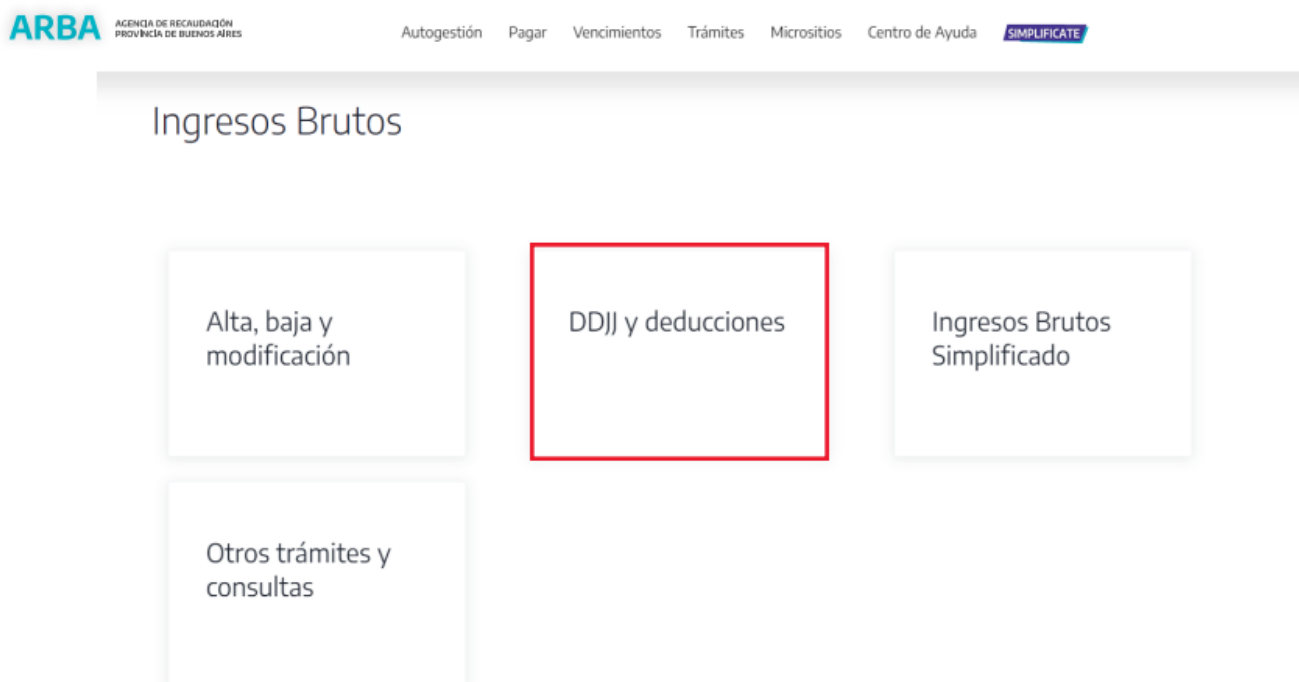 ARBA
AGENCIA DE RECAUDACIÓN
PROVINCIA DE BUENOS AIRES
Autogestión Pagar Vencimientos Trámites Micrositios Centro de Ayuda SIMPLIFICATE
Ingresos Brutos
Alta, baja y
modificación
DDJJ y deducciones
Ingresos Brutos
Simplificado
Otros trámites y
consultas